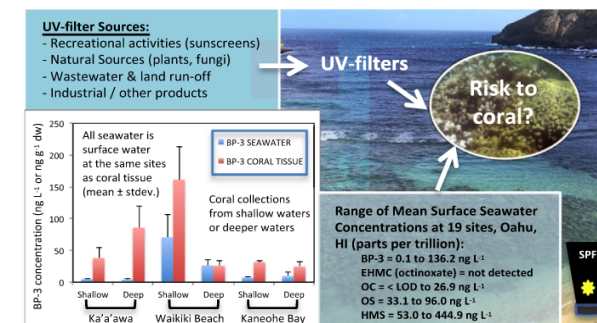 UV-filter Sources:
- Recreational activities (sunscreens)
- Natural Sources (plants, fungi)
- Wastewater & land run-off
- Industrial / other products
UV-filters
Risk to
coral?
BP-3 concentration (ng L-1 or ng g-1 dw)
250
200
150
100
50
0
All seawater is
surface water
at the same sites
as coral tissue
(mean ± stdev.)
BP-3 SEAWATER
BP-3 CORAL TISSUE
Coral collections
from shallow waters
or deeper waters
Shallow Deep Shallow Deep Shallow Deep
Ka'a'awa Waikiki Beach Kaneohe Bay
Range of Mean Surface Seawater
Concentrations at 19 sites, Oahu,
HI (parts per trillion):
BP-3 = 0.1 to 136.2 ng L-1
EHMC (octinoxate) = not detected
OC = < LOD to 26.9 ng L-1
OS = 33.1 to 96.0 ng L-1
HMS = 53.0 to 444.9 ng L-1
SPF